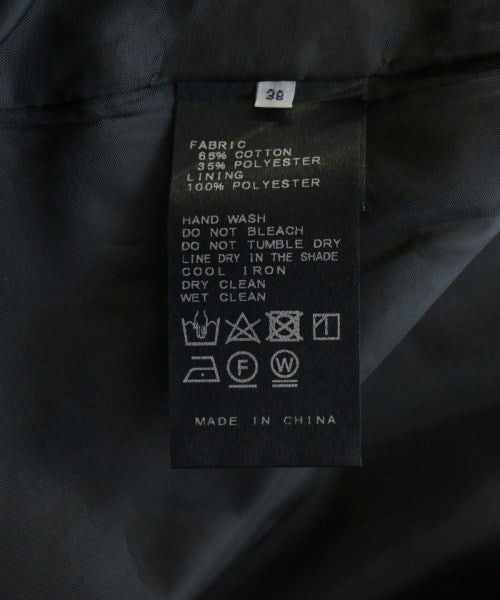 38
FABRIC
65% COTTON
35% POLYESTER
LINING
100% POLYESTER
HAND WASH
DO NOT BLEACH
DO NOT TUMBLE DRY
LINE DRY IN THE SHADE
COOL IRON
DRY CLEAN
WET CLEAN
F W
MADE IN CHINA